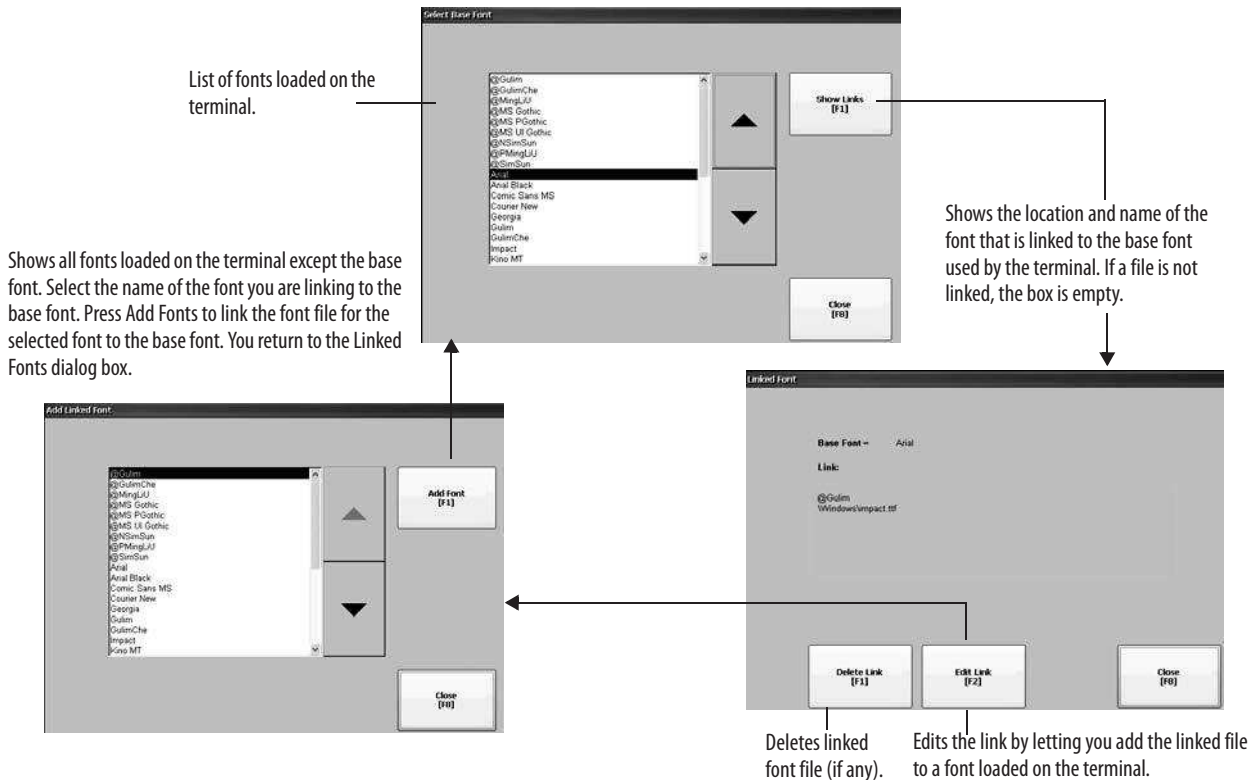 Select Base Font
List of fonts loaded on the
terminal.
@Gulim
@GulimChe
@MingLiU
@MS Gothic
@MS PGothic
@MS UI Gothic
@NSimSun
@PMingLiU
@SimSun
Arial
Arial Black
Comic Sans MS
Courier New
Georgia
Gulim
GulimChe
Impact
Kino MT
Show Links
[F1]
Close
[F8]
Shows the location and name of the
font that is linked to the base font
used by the terminal. If a file is not
linked, the box is empty.
Shows all fonts loaded on the terminal except the base
font. Select the name of the font you are linking to the
base font. Press Add Fonts to link the font file for the
selected font to the base font. You return to the Linked
Fonts dialog box.
Add Linked Font
@Gulim
@GulimChe
@MingLiU
@MS Gothic
@MS PGothic
@MS UI Gothic
@NSimSun
@PMingLiU
@SimSun
Arial
Arial Black
Comic Sans MS
Courier New
Georgia
Gulim
GulimChe
Impact
Kino MT
Add Font
[F1]
Close
[F8]
Linked Font
Base Font = Arial
Link:
@Gulim
\Windows\impact.ttf
Delete Link
[F1]
Edit Link
[F2]
Close
[F8]
Deletes linked
font file (if any).
Edits the link by letting you add the linked file
to a font loaded on the terminal.